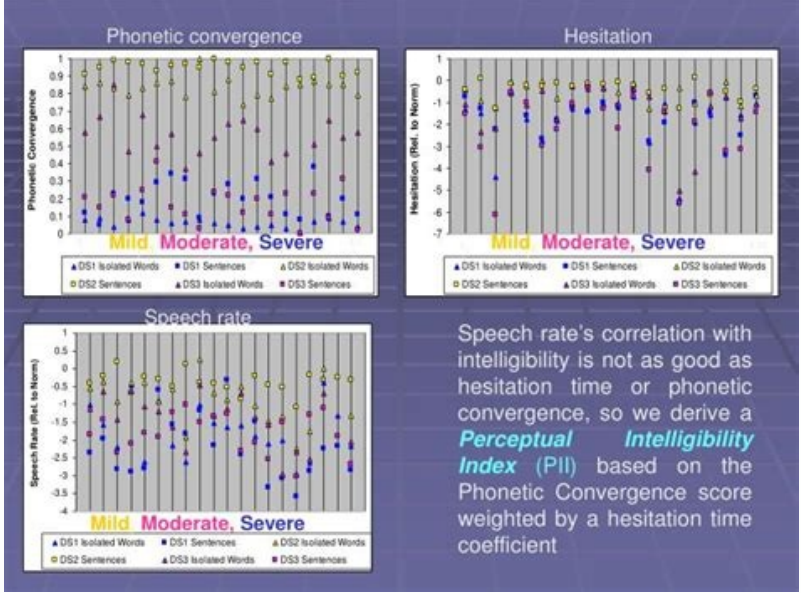 Phonetic convergence
Phonetic Convergence
1
0.9
0.8
0.7
0.6
0.5
0.4
0.3
0.2
0.1
0
Mild Moderate, Severe
DS1 Isolated Words DS1 Sentences DS2 Isolated Words
DS2 Sentences DS3 Isolated Words DS3 Sentences
Hesitation
Hesitation (Rel. to Norm)
1
0
-1
-2
-3
-4
-5
-6
-7
Mild Moderate, Severe
DS1 Isolated Words DS1 Sentences DS2 Isolated Words
DS2 Sentences DS3 Isolated Words DS3 Sentences
Speech rate
Speech Rate (Rel. to Norm)
1
0.5
0
-0.5
-1
-1.5
-2
-2.5
-3
-3.5
-4
Mild Moderate, Severe
DS1 Isolated Words DS1 Sentences DS2 Isolated Words
DS2 Sentences DS3 Isolated Words DS3 Sentences
Speech rate's correlation with
intelligibility is not as good as
hesitation time or phonetic
convergence, so we derive a
Perceptual Intelligibility
Index (PII) based on the
Phonetic Convergence score
weighted by a hesitation time
coefficient